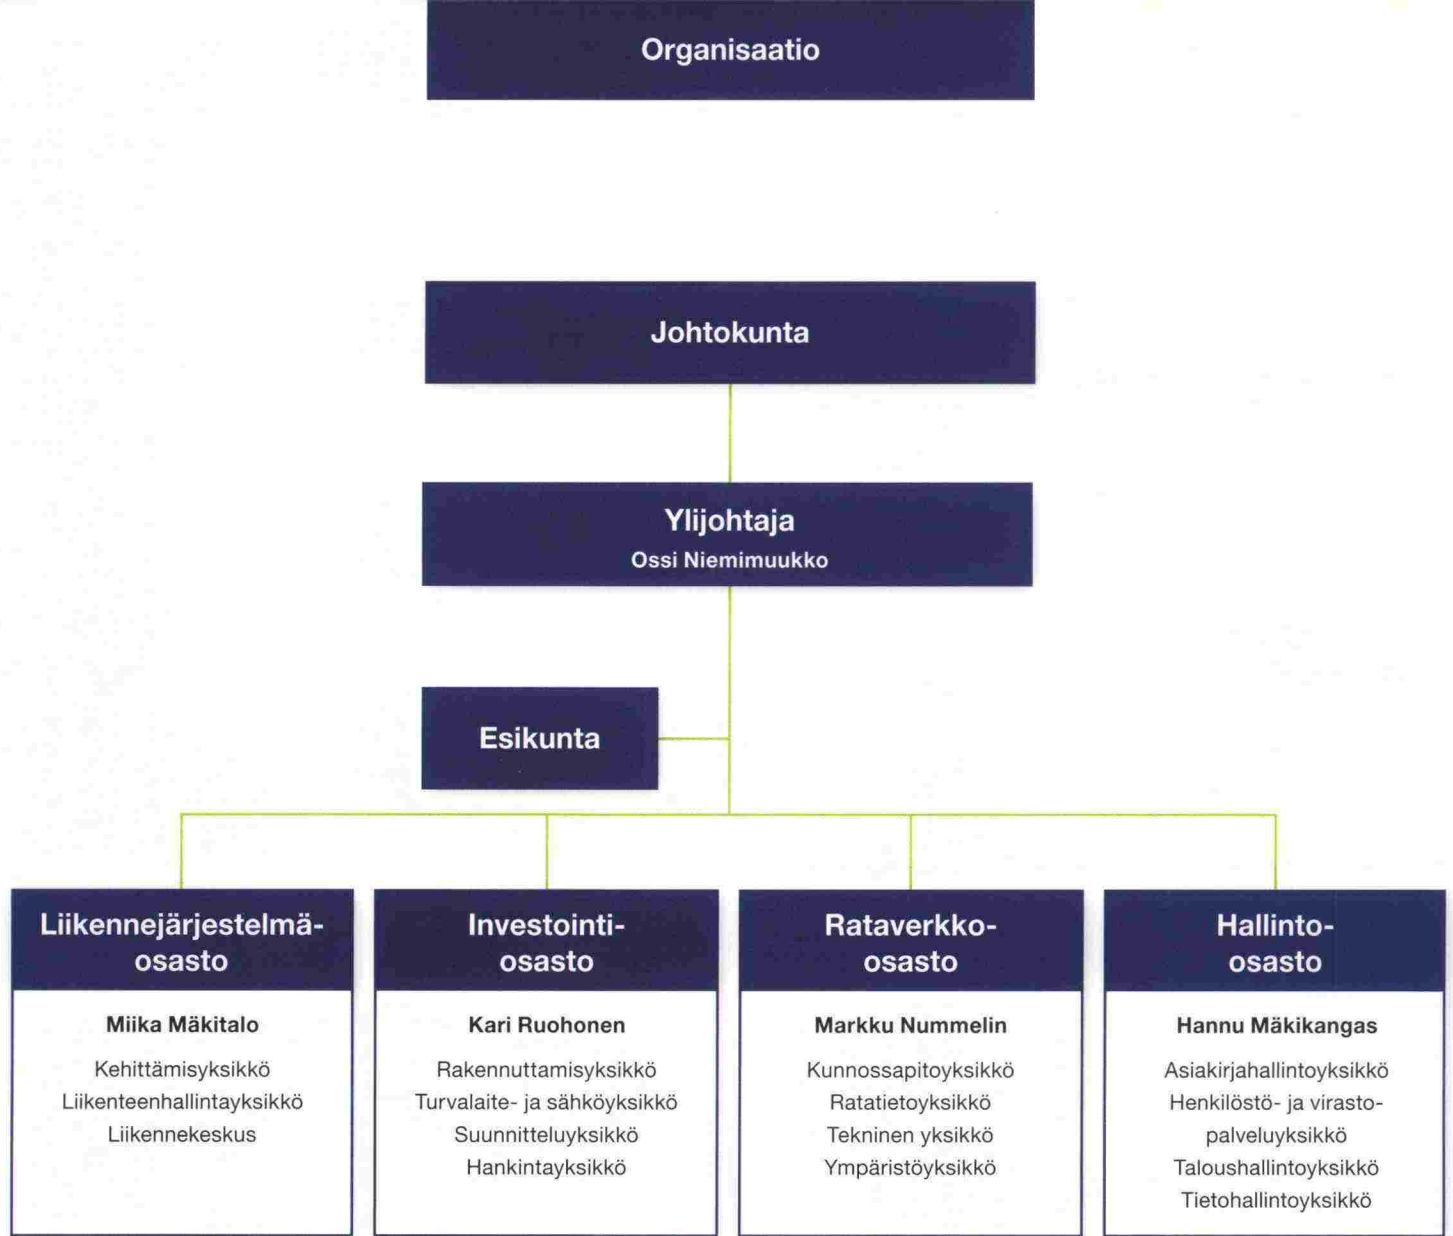 Organisaatio
Johtokunta
Ylijohtaja
Ossi Niemimuukko
Esikunta
Liikennejärjestelmä-
osasto
Miika Mäkitalo
Kehittämisyksikkö
Liikenteenhallintayksikkö
Liikennekeskus
Investointi-
osasto
Kari Ruohonen
Rakennuttamisyksikkö
Turvalaite- ja sähköyksikkö
Suunnitteluyksikkö
Hankintayksikkö
Rataverkko-
osasto
Markku Nummelin
Kunnossapitoyksikkö
Ratatietoyksikkö
Tekninen yksikkö
Ympäristöyksikkö
Hallinto-
osasto
Hannu Mäkikangas
Asiakirjahallintoyksikkö
Henkilöstö- ja virasto-
palveluyksikkö
Taloushallintoyksikkö
Tietohallintoyksikkö